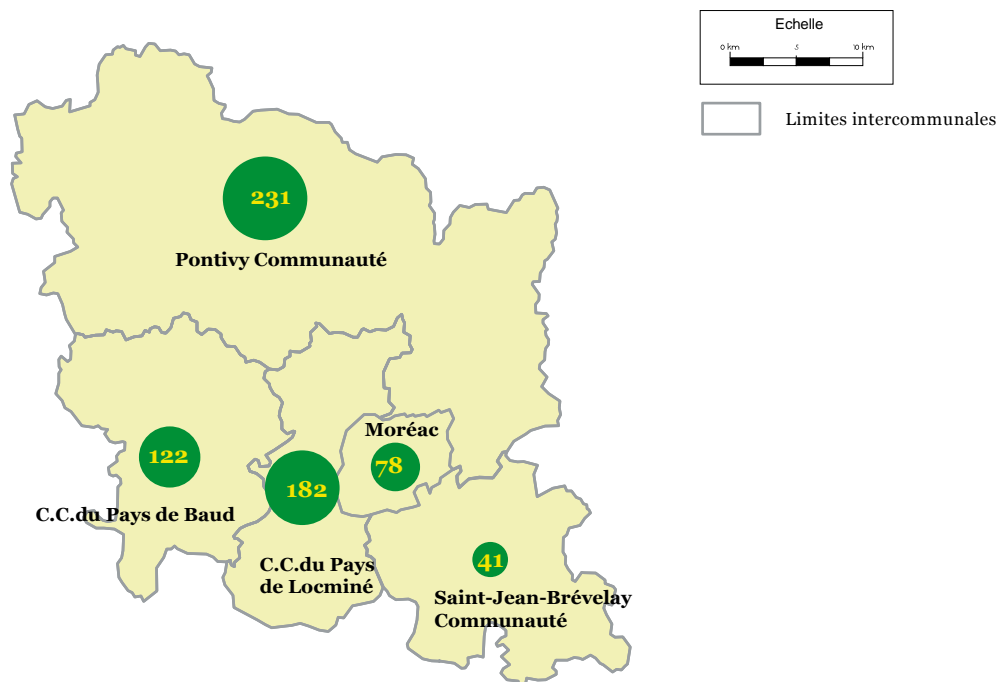 Echelle
0 km 5 10 km
Limites intercommunales
231
Pontivy Communauté
Moréac
78
122
182
C.C.du Pays de Baud
C.C.du Pays
de Locminé
41
Saint-Jean-Brévelay
Communauté